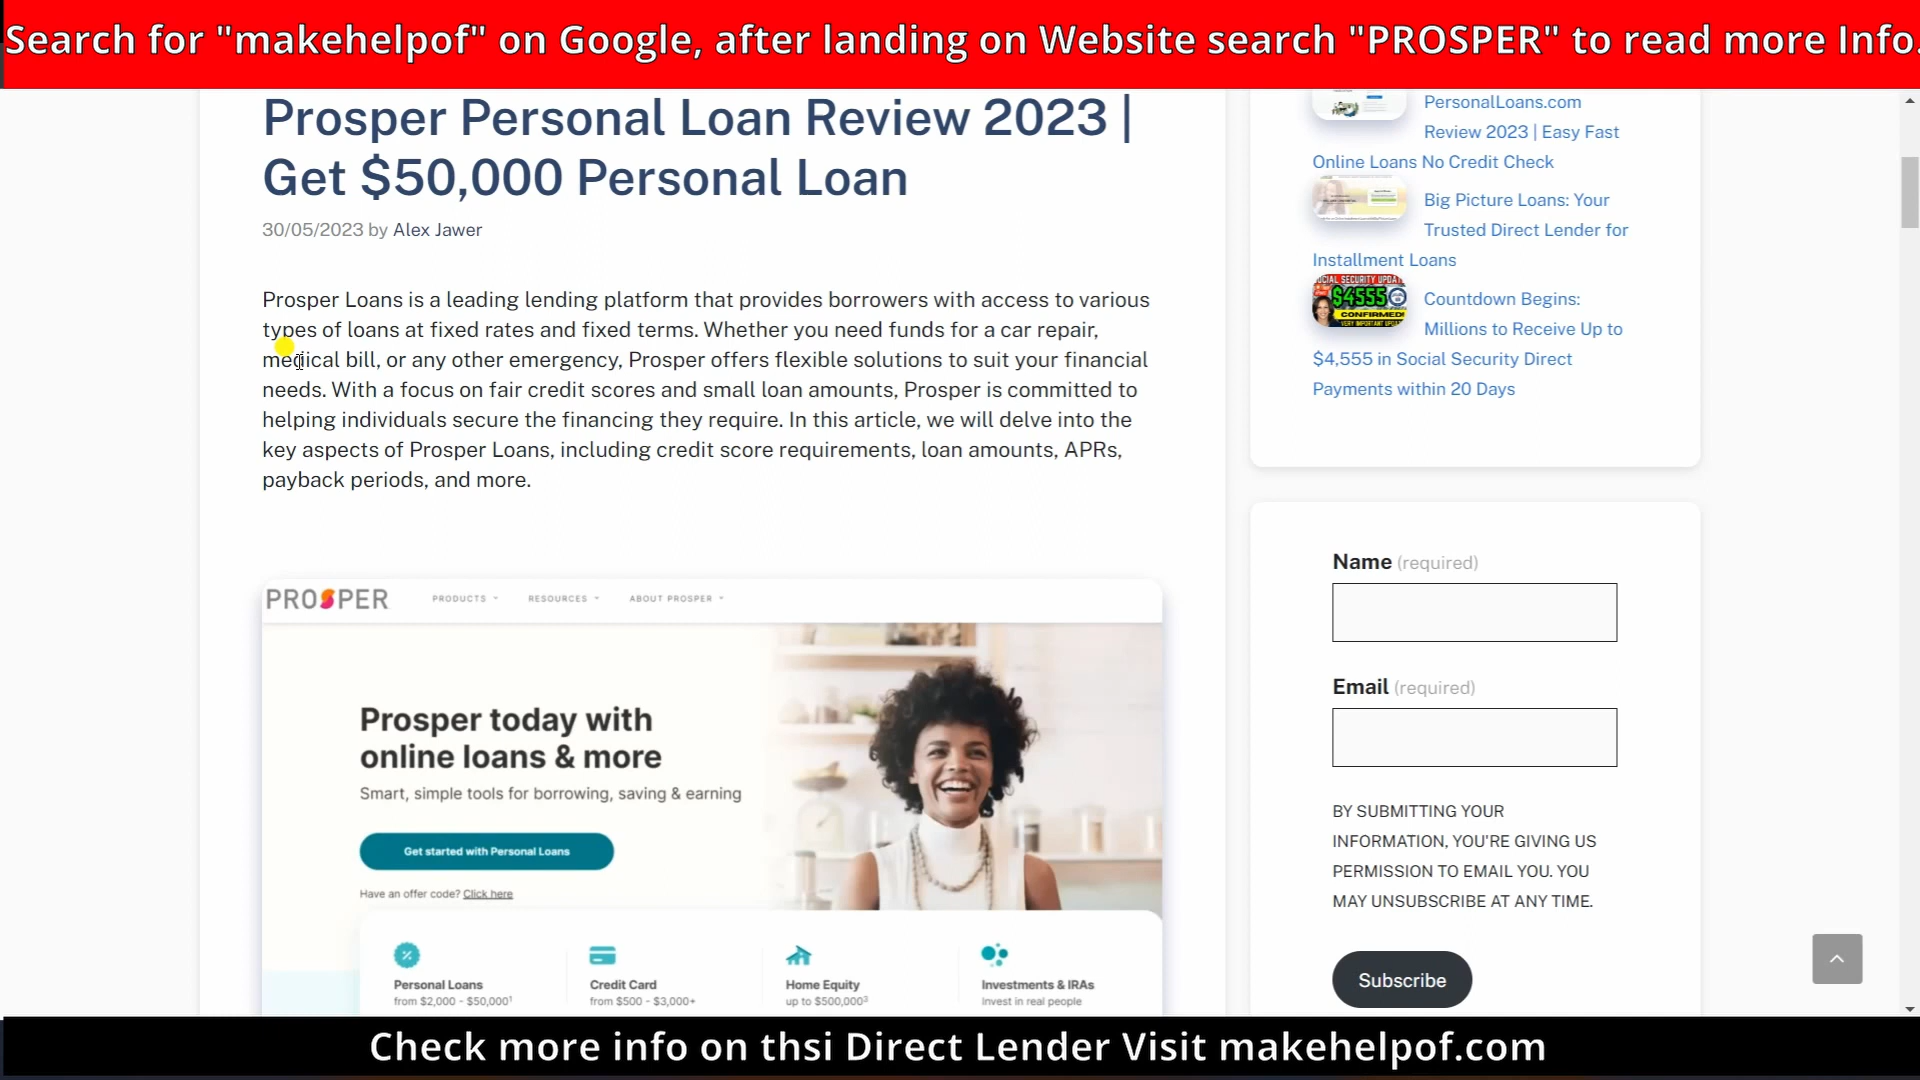 Search for "makehelpof" on Google, after landing on Website search "PROSPER" to read more Info.
Prosper Personal Loan Review 2023 |
Get $50,000 Personal Loan
30/05/2023 by Alex Jawer
Prosper Loans is a leading lending platform that provides borrowers with access to various
types of loans at fixed rates and fixed terms. Whether you need funds for a car repair,
medical bill, or any other emergency, Prosper offers flexible solutions to suit your financial
needs. With a focus on fair credit scores and small loan amounts, Prosper is committed to
helping individuals secure the financing they require. In this article, we will delve into the
key aspects of Prosper Loans, including credit score requirements, loan amounts, APRs,
payback periods, and more.
PROSPER
PRODUCTS
RESOURCES
ABOUT PROSPER
Prosper today with
online loans & more
Smart, simple tools for borrowing, saving & earning
Get started with Personal Loans
Have an offer code? Click here
Personal Loans
from $2,000 - $50,000¹
Credit Card
from $500 - $3,000+
Home Equity
up to $500,000³
Investments & IRAs
Invest in real people
PersonalLoans.com
Review 2023 | Easy Fast
Online Loans No Credit Check
Big Picture Loans: Your
Trusted Direct Lender for
Installment Loans
SOCIAL SECURITY UPDAT
$4555
CONFIRMED
Countdown Begins:
Millions to Receive Up to
$4,555 in Social Security Direct
Payments within 20 Days
Name (required)
Email (required)
BY SUBMITTING YOUR
INFORMATION, YOU'RE GIVING US
PERMISSION TO EMAIL YOU. YOU
MAY UNSUBSCRIBE AT ANY TIME.
Subscribe
Check more info on thsi Direct Lender Visit makehelpof.com